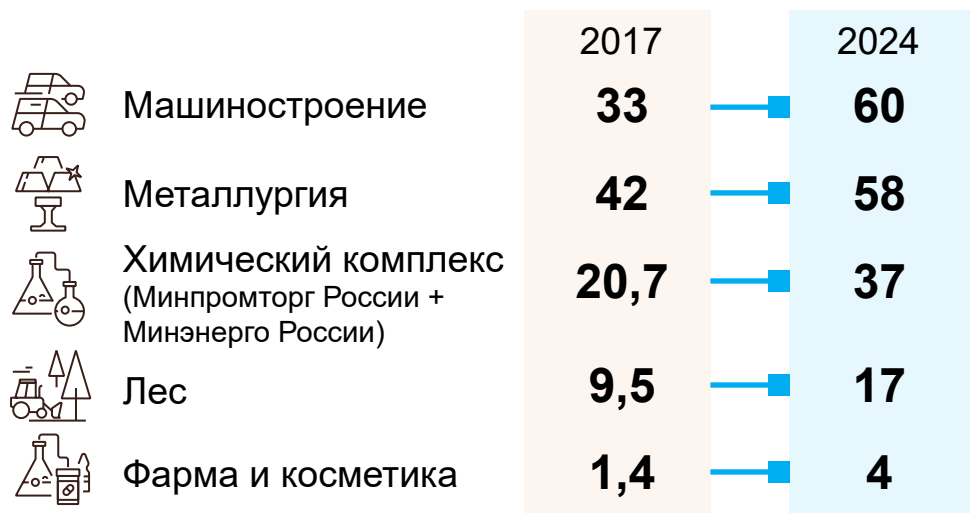 2017 2024
Машиностроение 33 60
Металлургия 42 58
Химический комплекс
(Минпромторг России +
Минэнерго России) 20,7 37
Лес 9,5 17
Фарма и косметика 1,4 4